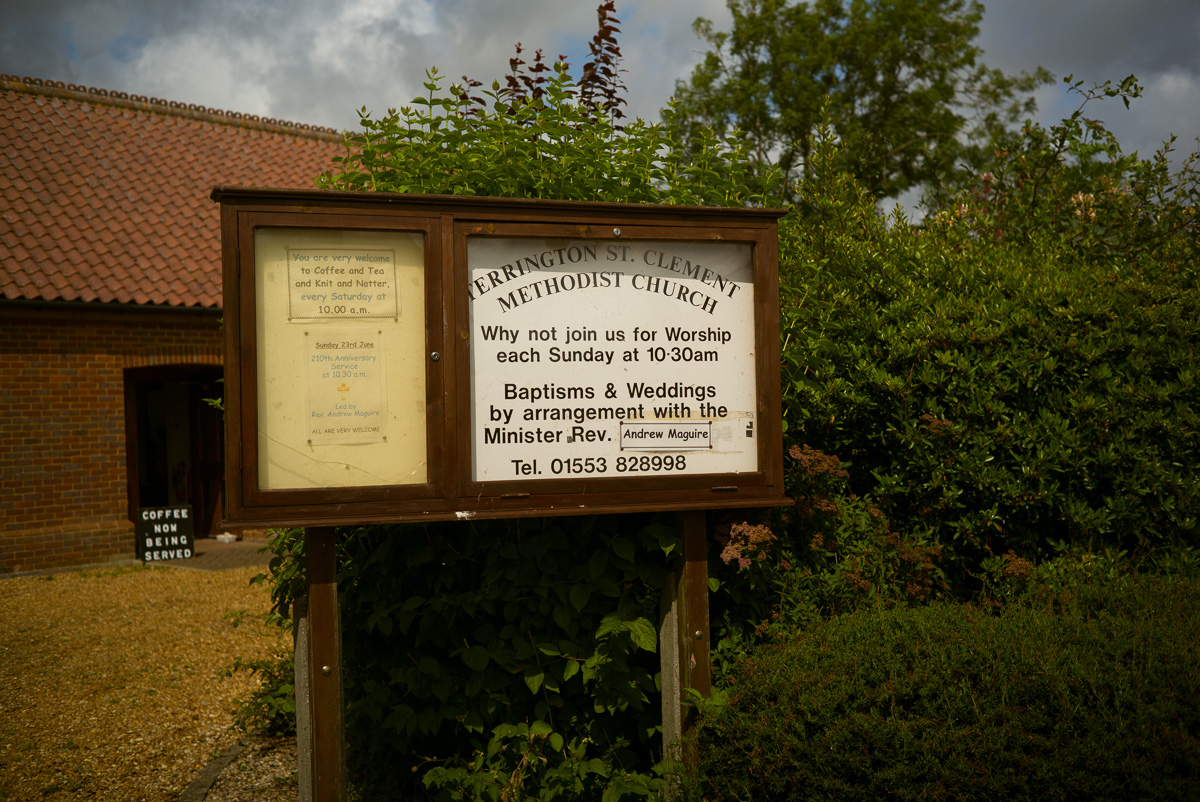 You are very welcome
to Coffee and Tea
and Knit and Natter,
every Saturday at
10.00 a.m.
Sunday 23rd June
210th Anniversary
Service
at 10.30 a.m.
Led by
Rev. Andrew Maguire
ALL ARE VERY WELCOME
TERRINGTON ST. CLEMENT
METHODIST CHURCH
Why not join us for Worship
each Sunday at 10·30am
Baptisms & Weddings
by arrangement with the
Minister Rev. Andrew Maguire
Tel. 01553 828998
COFFEE
NOW
BEING
SERVED